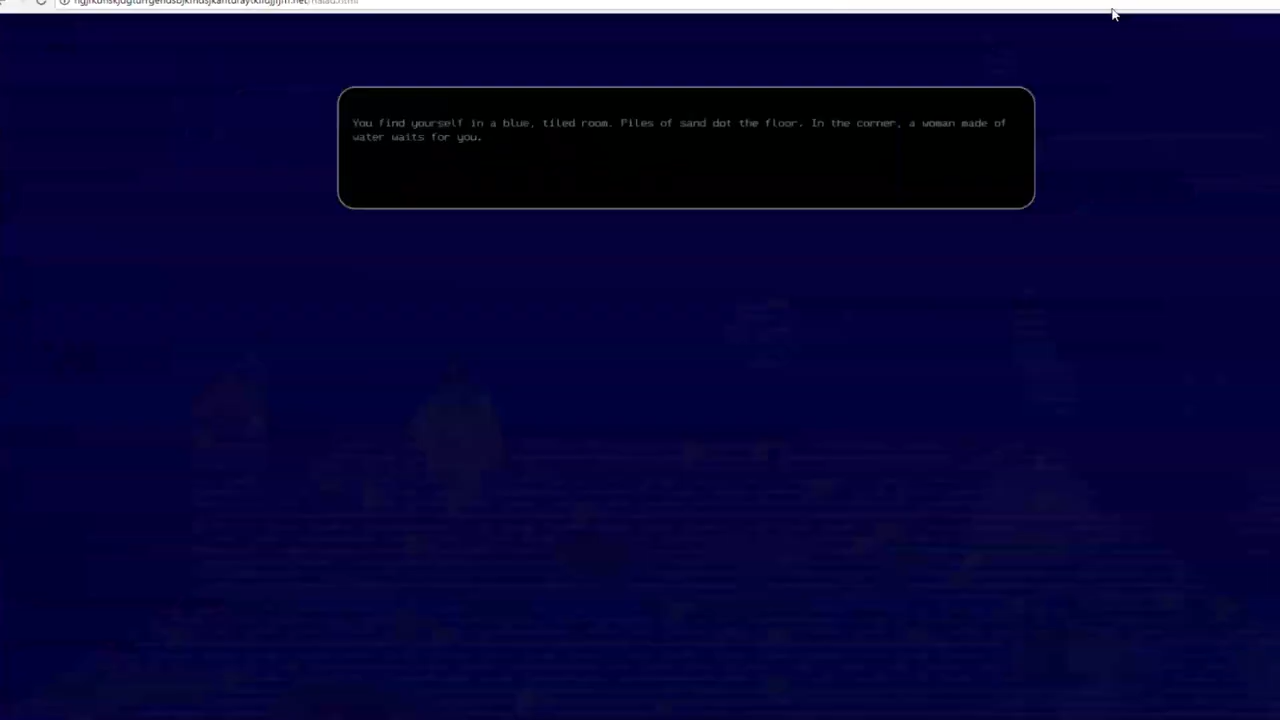 You find yourself in a blue, tiled room. Piles of sand dot the floor. In the corner, a woman made of
water waits for you.